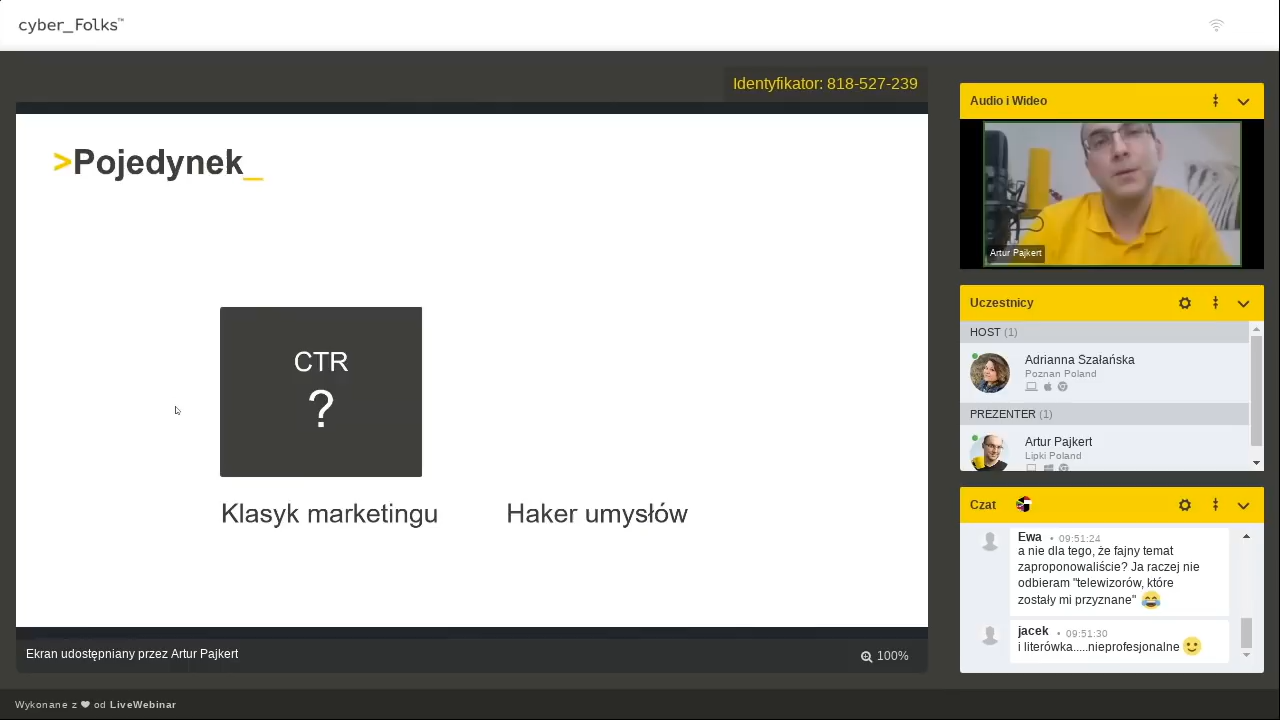 cyber_Folks™
Identyfikator: 818-527-239
>Pojedynek_
CTR
?
Klasyk marketingu
Haker umysłów
Ekran udostępniany przez Artur Pajkert
100%
Audio i Wideo
Artur Pajkert
Uczestnicy
HOST (1)
Adrianna Szałańska
Poznan Poland
PREZENTER (1)
Artur Pajkert
Lipki Poland
Czat
Ewa • 09:51:24
a nie dla tego, że fajny temat
zaproponowaliście? Ja raczej nie
odbieram "telewizorów, które
zostały mi przyznane" 😂
jacek • 09:51:30
i literówka.....nieprofesjonalne 🙂
Wykonane z ❤ od LiveWebinar